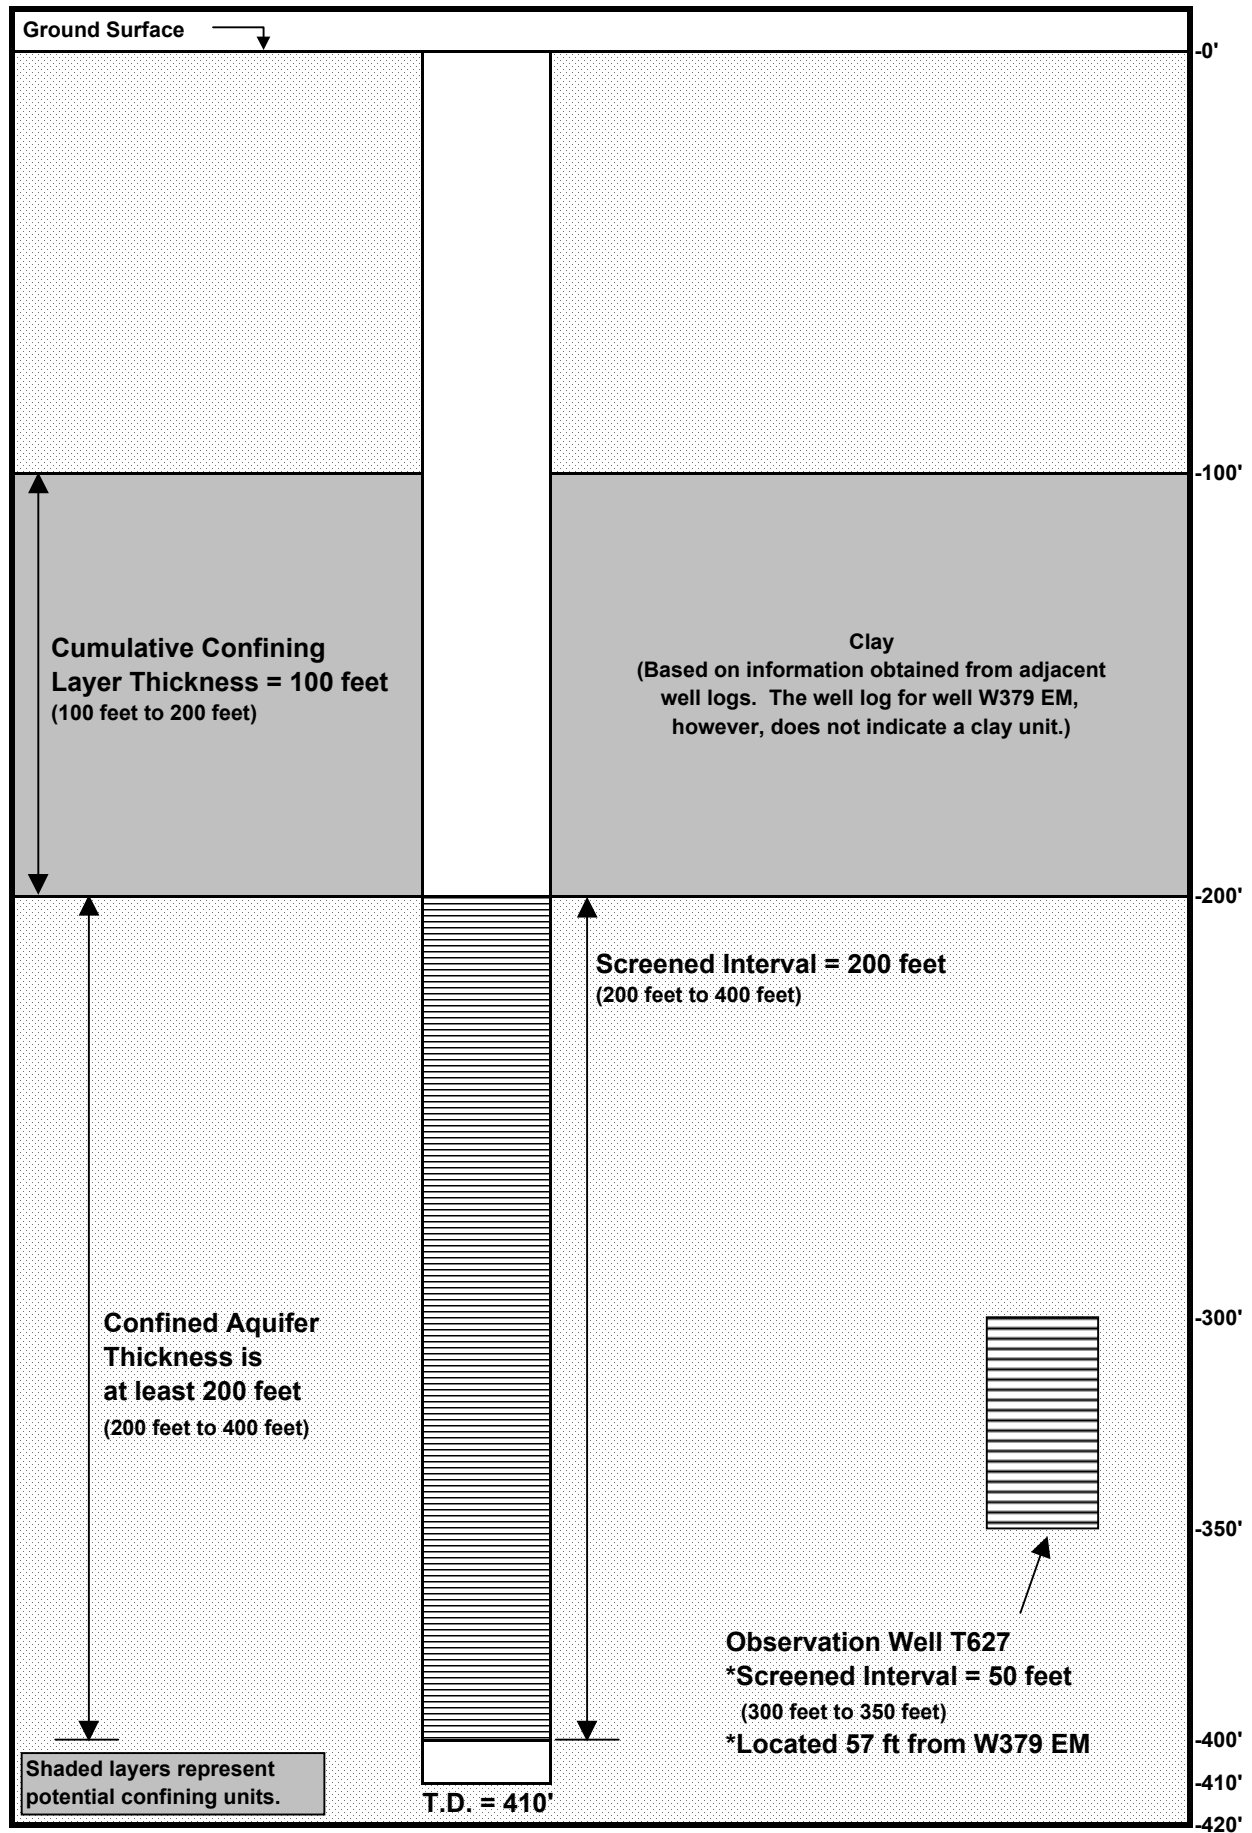 Ground Surface
-0'
-100'
Cumulative Confining
Layer Thickness = 100 feet
(100 feet to 200 feet)
Clay
(Based on information obtained from adjacent
well logs.  The well log for well W379 EM,
however, does not indicate a clay unit.)
-200'
Screened Interval = 200 feet
(200 feet to 400 feet)
-300'
Confined Aquifer
Thickness is
at least 200 feet
(200 feet to 400 feet)
-350'
Observation Well T627
*Screened Interval = 50 feet
(300 feet to 350 feet)
*Located 57 ft from W379 EM
-400'
Shaded layers represent
potential confining units.
-410'
T.D. = 410'
-420'